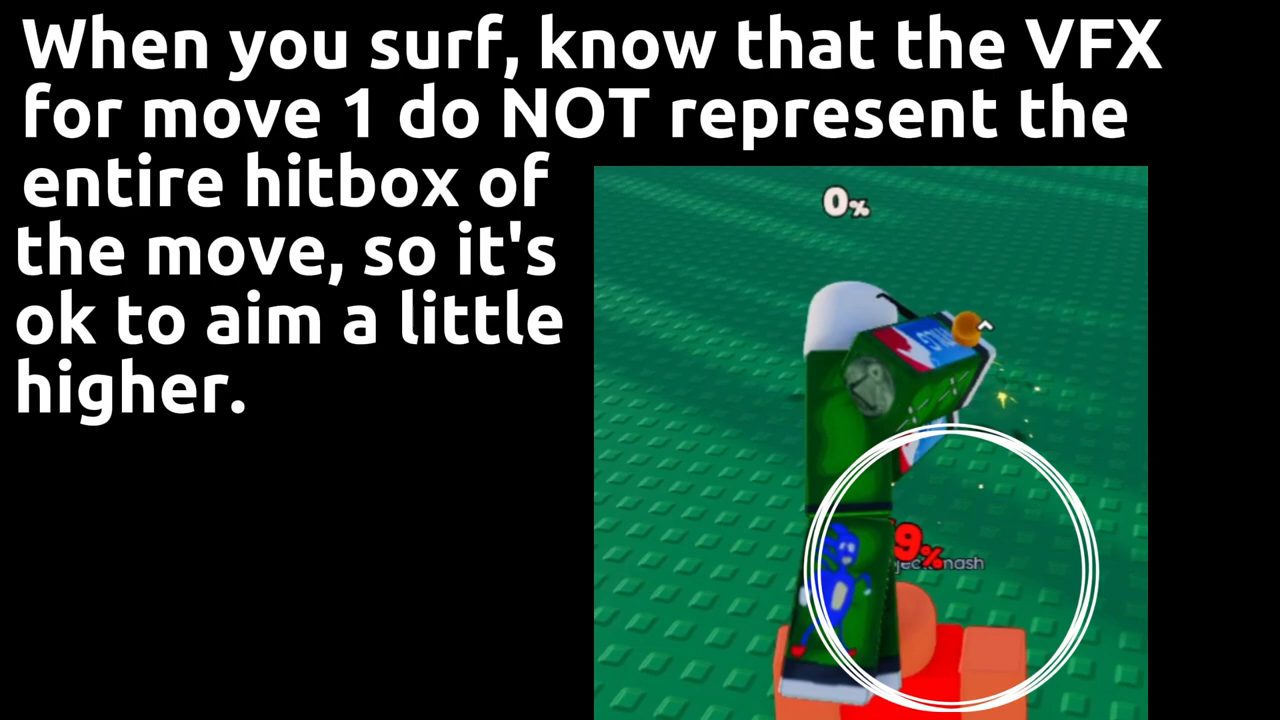 When you surf, know that the VFX
for move 1 do NOT represent the
entire hitbox of
the move, so it's
ok to aim a little
higher.
0%
9%